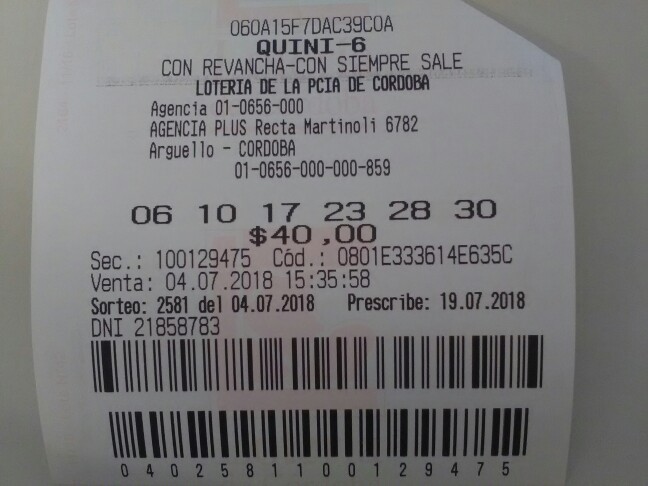 060A15F7DAC39C0A
QUINI-6
CON REVANCHA-CON SIEMPRE SALE
LOTERIA DE LA PCIA DE CORDOBA
Agencia 01-0656-000
AGENCIA PLUS Recta Martinoli 6782
Arguello - CORDOBA
01-0656-000-000-859
06 10 17 23 28 30
$40,00
Sec.: 100129475 Cód.: 0801E333614E635C
Venta: 04.07.2018 15:35:58
Sorteo: 2581 del 04.07.2018 Prescribe: 19.07.2018
DNI 21858783
0402581100129475